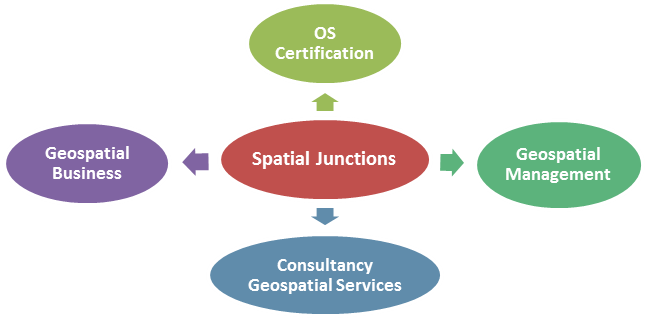 OS
Certification
Geospatial
Business
Spatial Junctions
Geospatial
Management
Consultancy
Geospatial Services